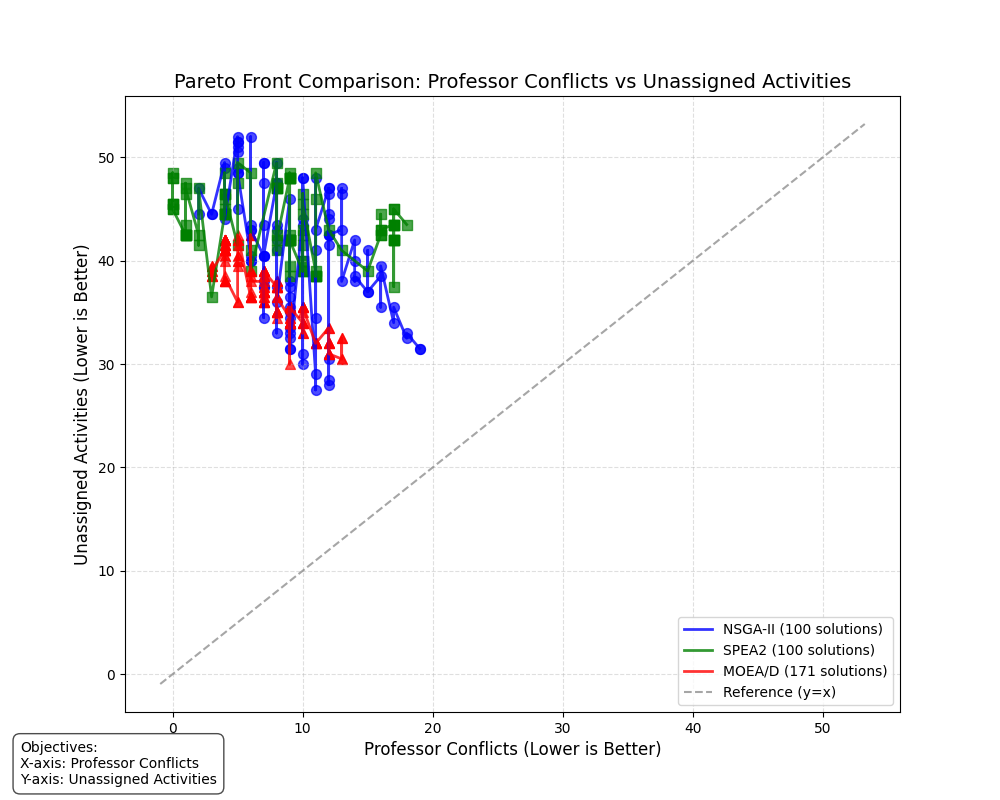 Pareto Front Comparison: Professor Conflicts vs Unassigned Activities
Unassigned Activities (Lower is Better)
50
40
30
20
10
0
0 10 20 30 40 50
Professor Conflicts (Lower is Better)
NSGA-II (100 solutions)
SPEA2 (100 solutions)
MOEA/D (171 solutions)
Reference (y=x)
Objectives:
X-axis: Professor Conflicts
Y-axis: Unassigned Activities